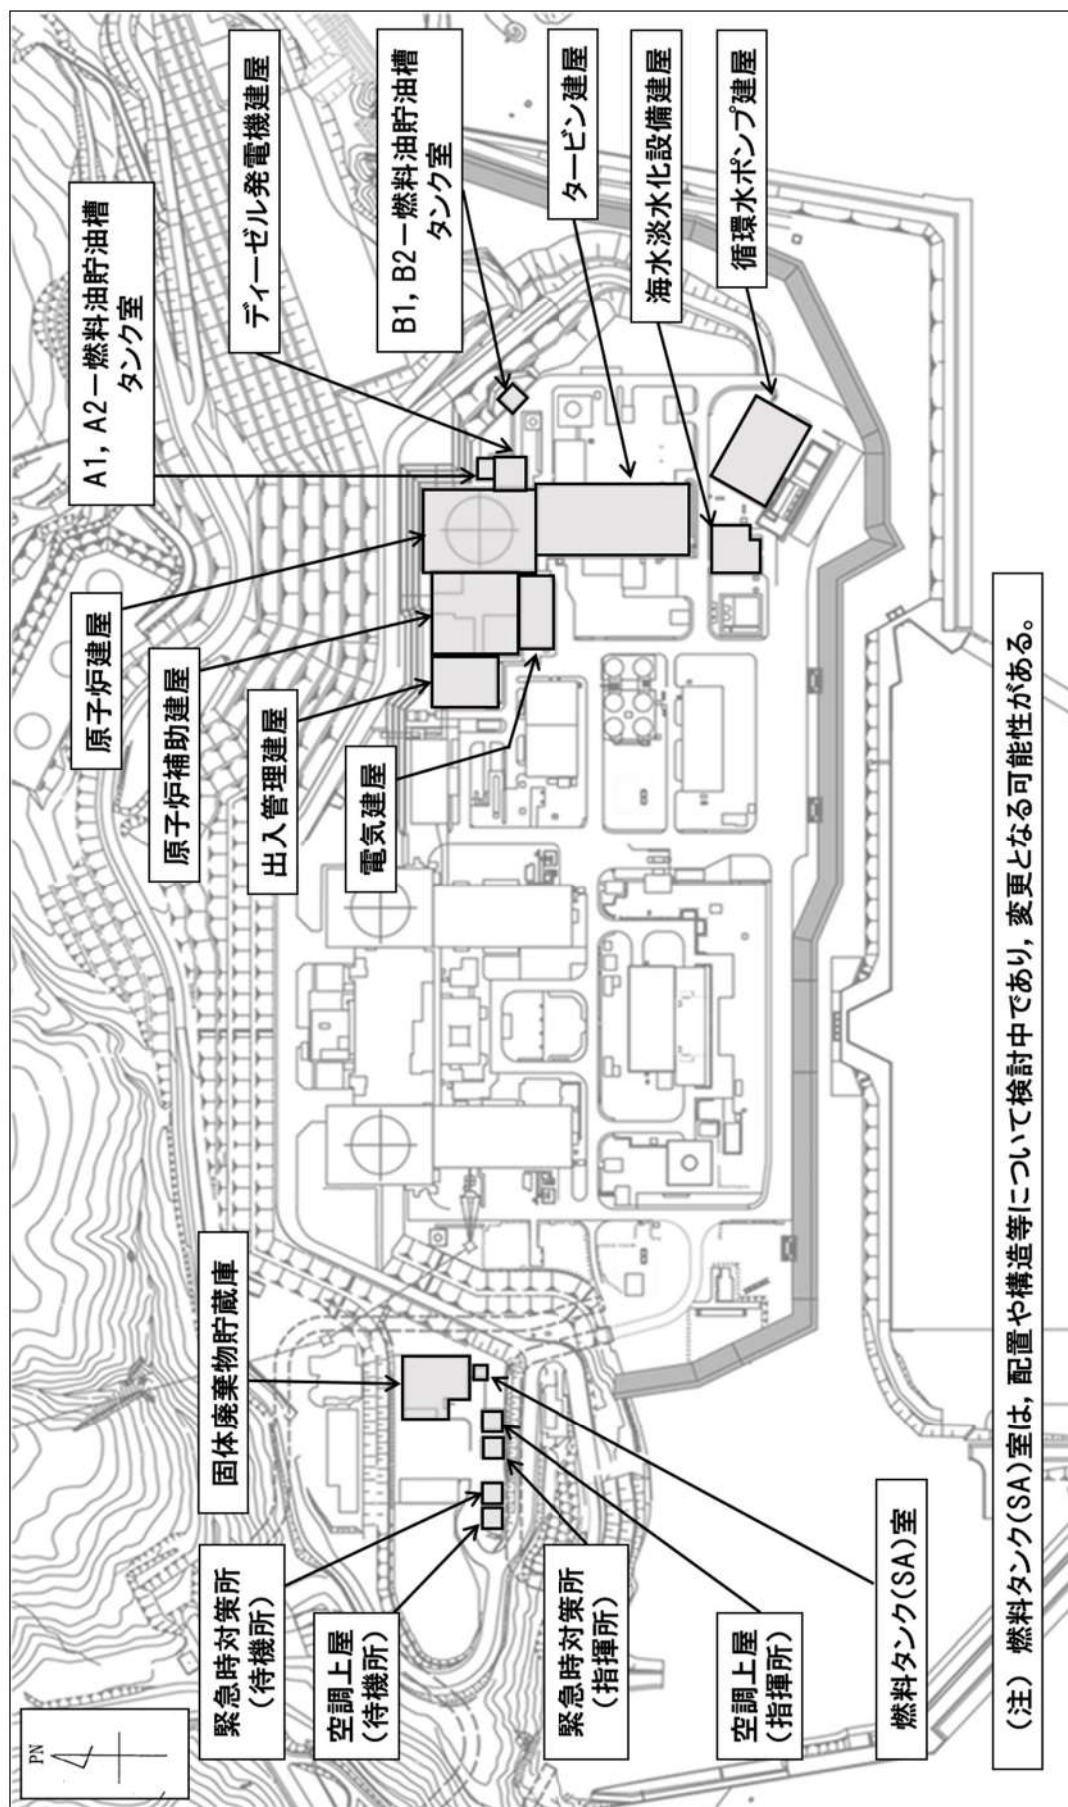 PN
緊急時対策所
(待機所)
空調上屋
(待機所)
緊急時対策所
(指揮所)
空調上屋
(指揮所)
燃料タンク(SA)室
固体廃棄物貯蔵庫
原子炉建屋
原子炉補助建屋
出入管理建屋
電気建屋
A1, A2－燃料油貯油槽
タンク室
ディーゼル発電機建屋
B1, B2－燃料油貯油槽
タンク室
タービン建屋
海水淡水化設備建屋
循環水ポンプ建屋
(注) 燃料タンク(SA)室は, 配置や構造等について検討中であり, 変更となる可能性がある。